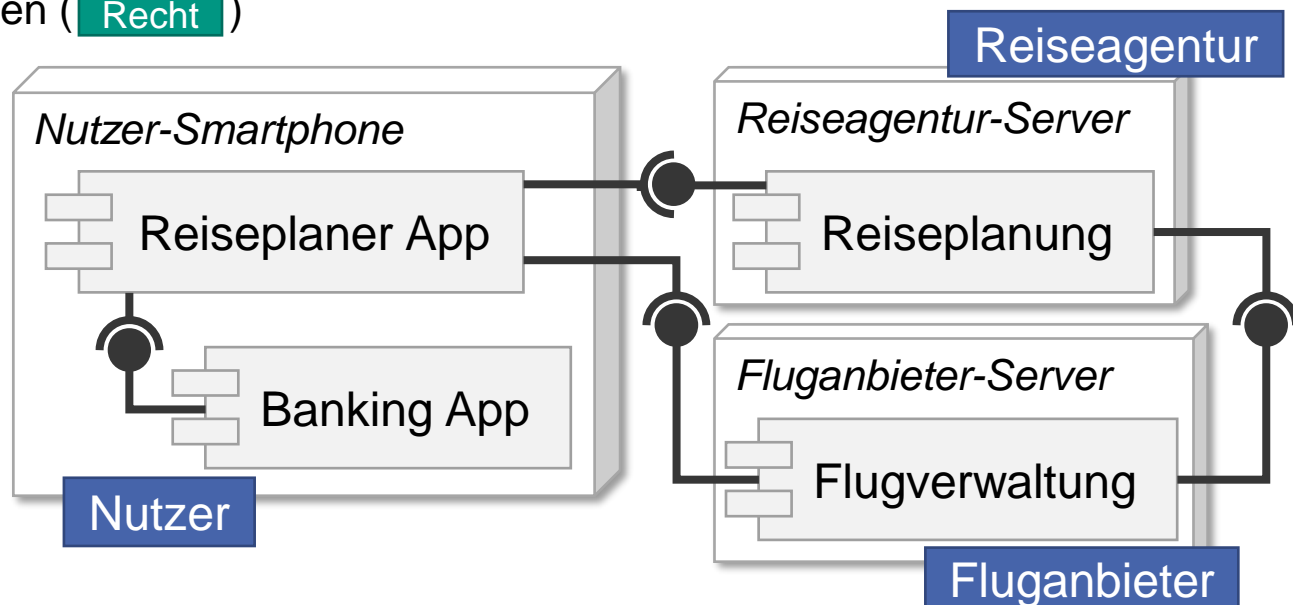 en ( Recht )
Reiseagentur
Nutzer-Smartphone
Reiseagentur-Server
Reiseplaner App
Reiseplanung
Fluganbieter-Server
Banking App
Flugverwaltung
Nutzer
Fluganbieter